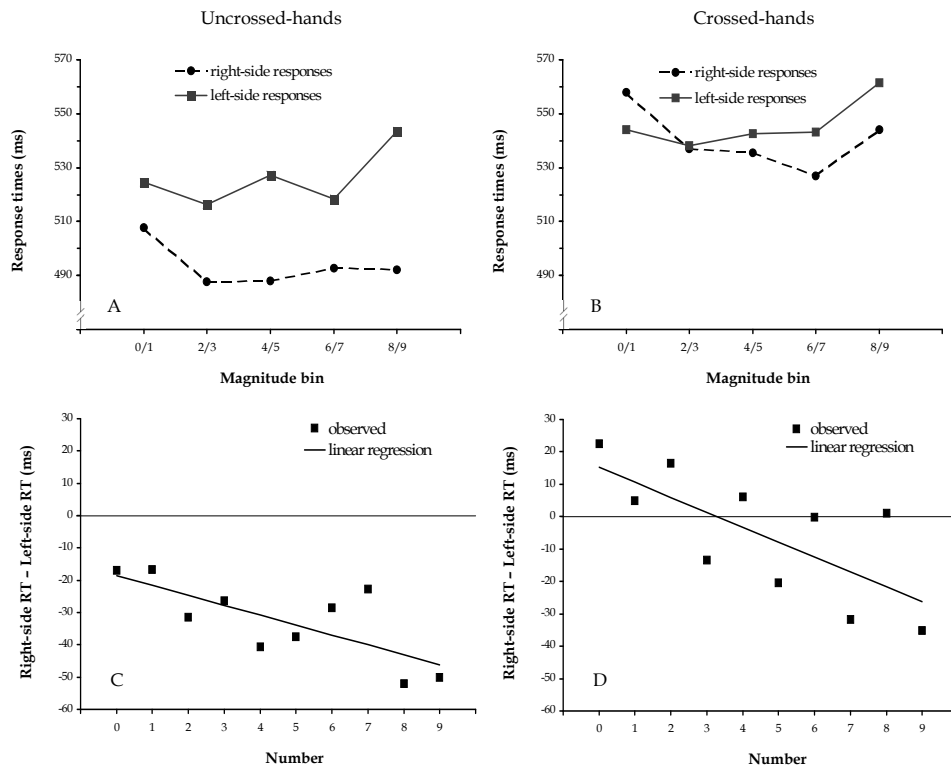 Uncrossed-hands
Crossed-hands
570
550
530
510
490
Response times (ms)
right-side responses
left-side responses
A
0/1 2/3 4/5 6/7 8/9
Magnitude bin
570
550
530
510
490
Response times (ms)
right-side responses
left-side responses
B
0/1 2/3 4/5 6/7 8/9
Magnitude bin
30
20
10
0
-10
-20
-30
-40
-50
-60
Right-side RT – Left-side RT (ms)
observed
linear regression
C
0 1 2 3 4 5 6 7 8 9
Number
30
20
10
0
-10
-20
-30
-40
-50
-60
Right-side RT – Left-side RT (ms)
observed
linear regression
D
0 1 2 3 4 5 6 7 8 9
Number